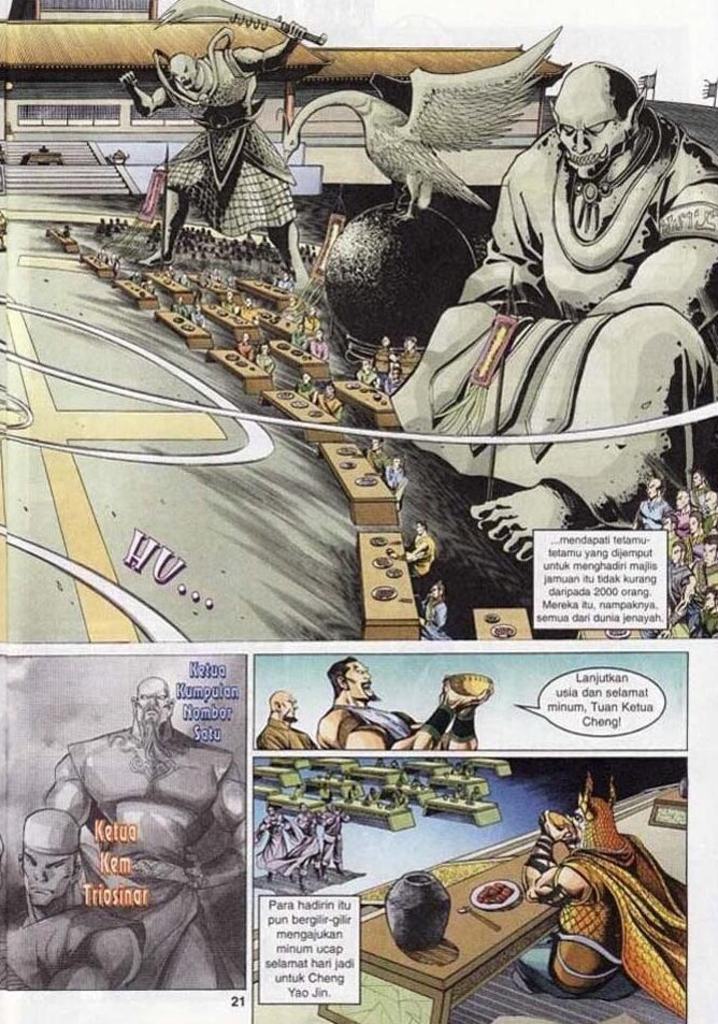 HU...
...mendapati tetamu-
tetamu yang dijemput
untuk menghadiri majlis
jamuan itu tidak kurang
daripada 2000 orang.
Mereka itu, nampaknya,
semua dari dunia jenayah.
Ketua
Kumpulan
Nombor
Satu
Ketua
Kem
Triosinar
Lanjutkan
usia dan selamat
minum, Tuan Ketua
Cheng!
Para hadirin itu
pun bergilir-gilir
mengajukan
minum ucap
selamat hari jadi
untuk Cheng
Yao Jin.
21